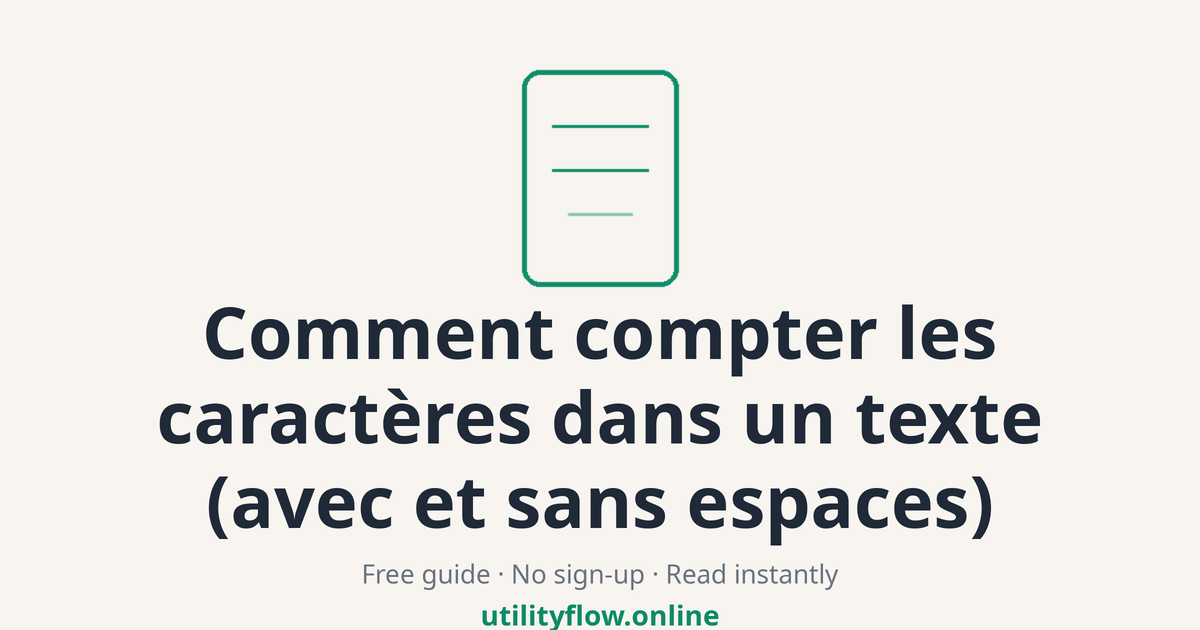 Comment compter les
caractères dans un texte
(avec et sans espaces)
Free guide · No sign-up · Read instantly
utilityflow.online